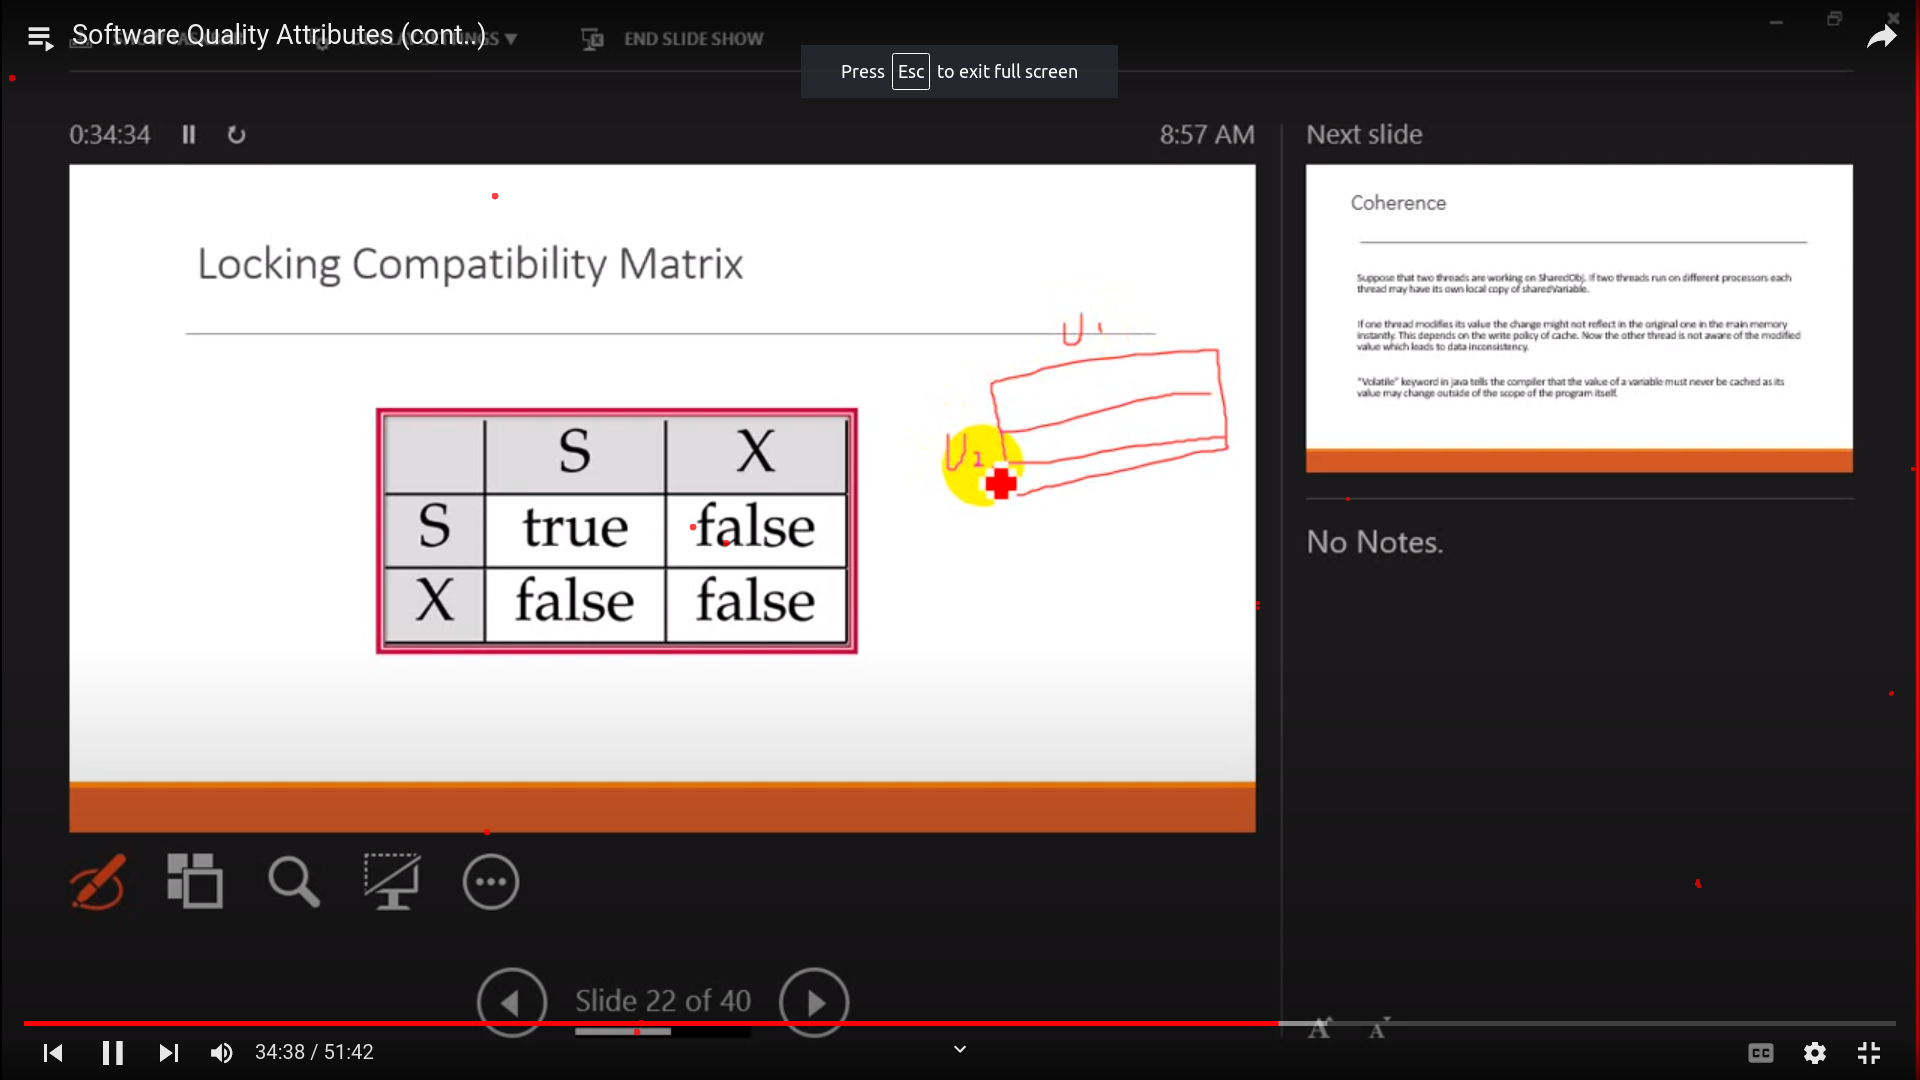 Software Quality Attributes (cont..)
END SLIDE SHOW
Press Esc to exit full screen
0:34:34
8:57 AM
Next slide
Locking Compatibility Matrix
U1
U1
S X
S true false
X false false
Coherence
Suppose that two threads are working on SharedObj. If two threads run on different processors each
thread may have its own local copy of sharedVariable.
If one thread modifies its value the change might not reflect in the original one in the main memory
instantly. This depends on the write policy of cache. Now the other thread is not aware of the modified
value which leads to data inconsistency.
"Volatile" keyword in java tells the compiler that the value of a variable must never be cached as its
value may change outside of the scope of the program itself.
No Notes.
Slide 22 of 40
A A
34:38 / 51:42
CC